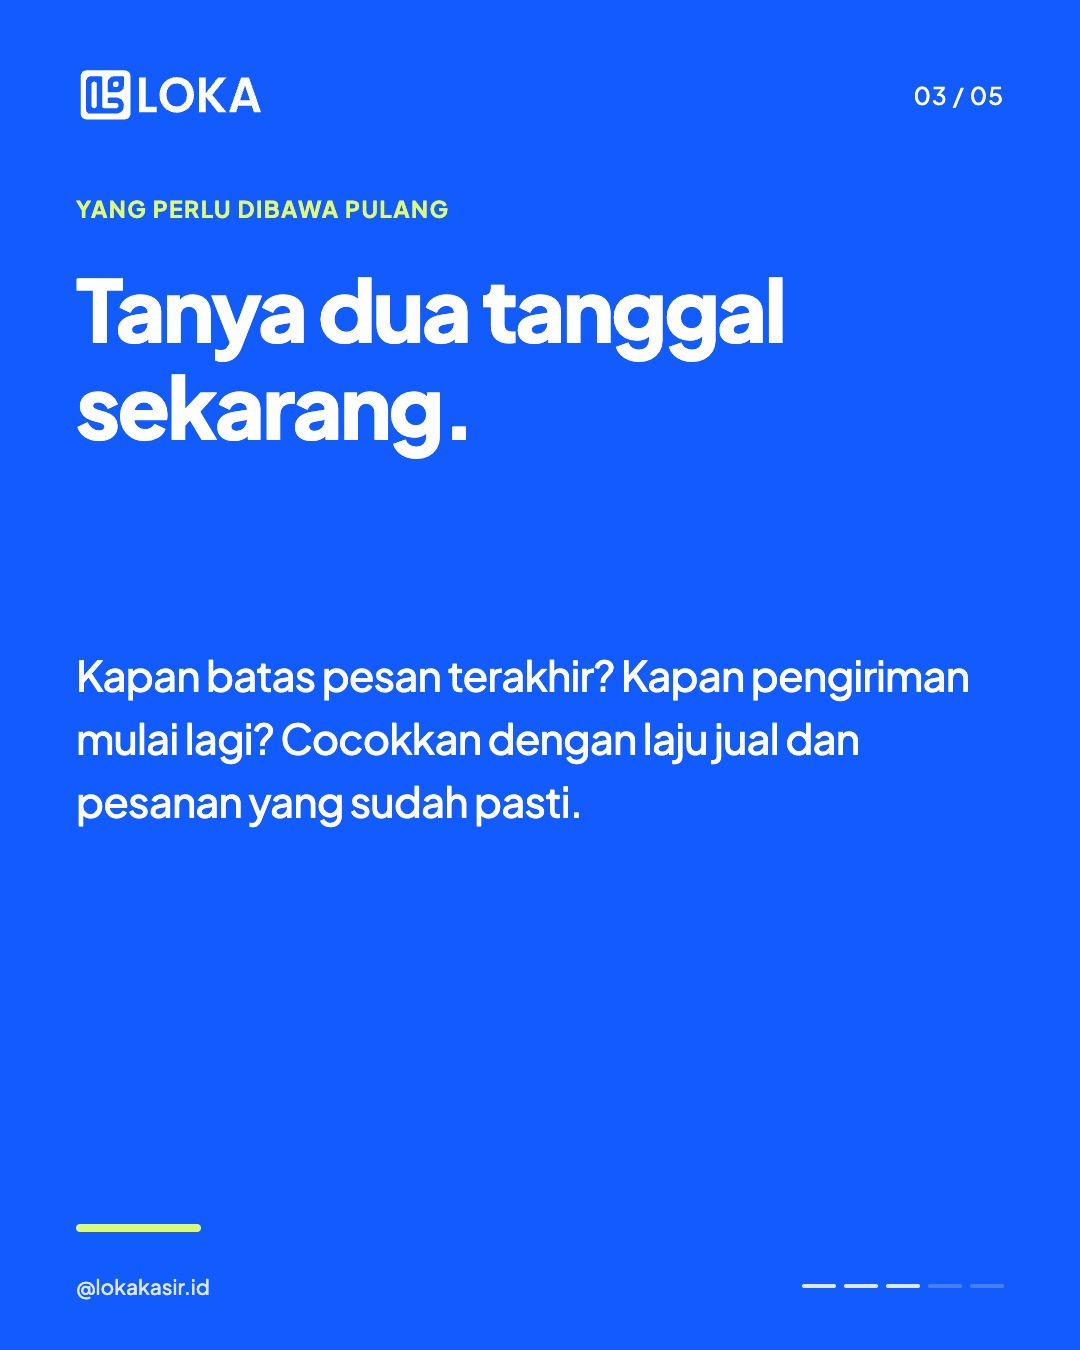 LOKA
03 / 05
YANG PERLU DIBAWA PULANG
Tanya dua tanggal
sekarang.
Kapan batas pesan terakhir? Kapan pengiriman
mulai lagi? Cocokkan dengan laju jual dan
pesanan yang sudah pasti.
@lokakasir.id